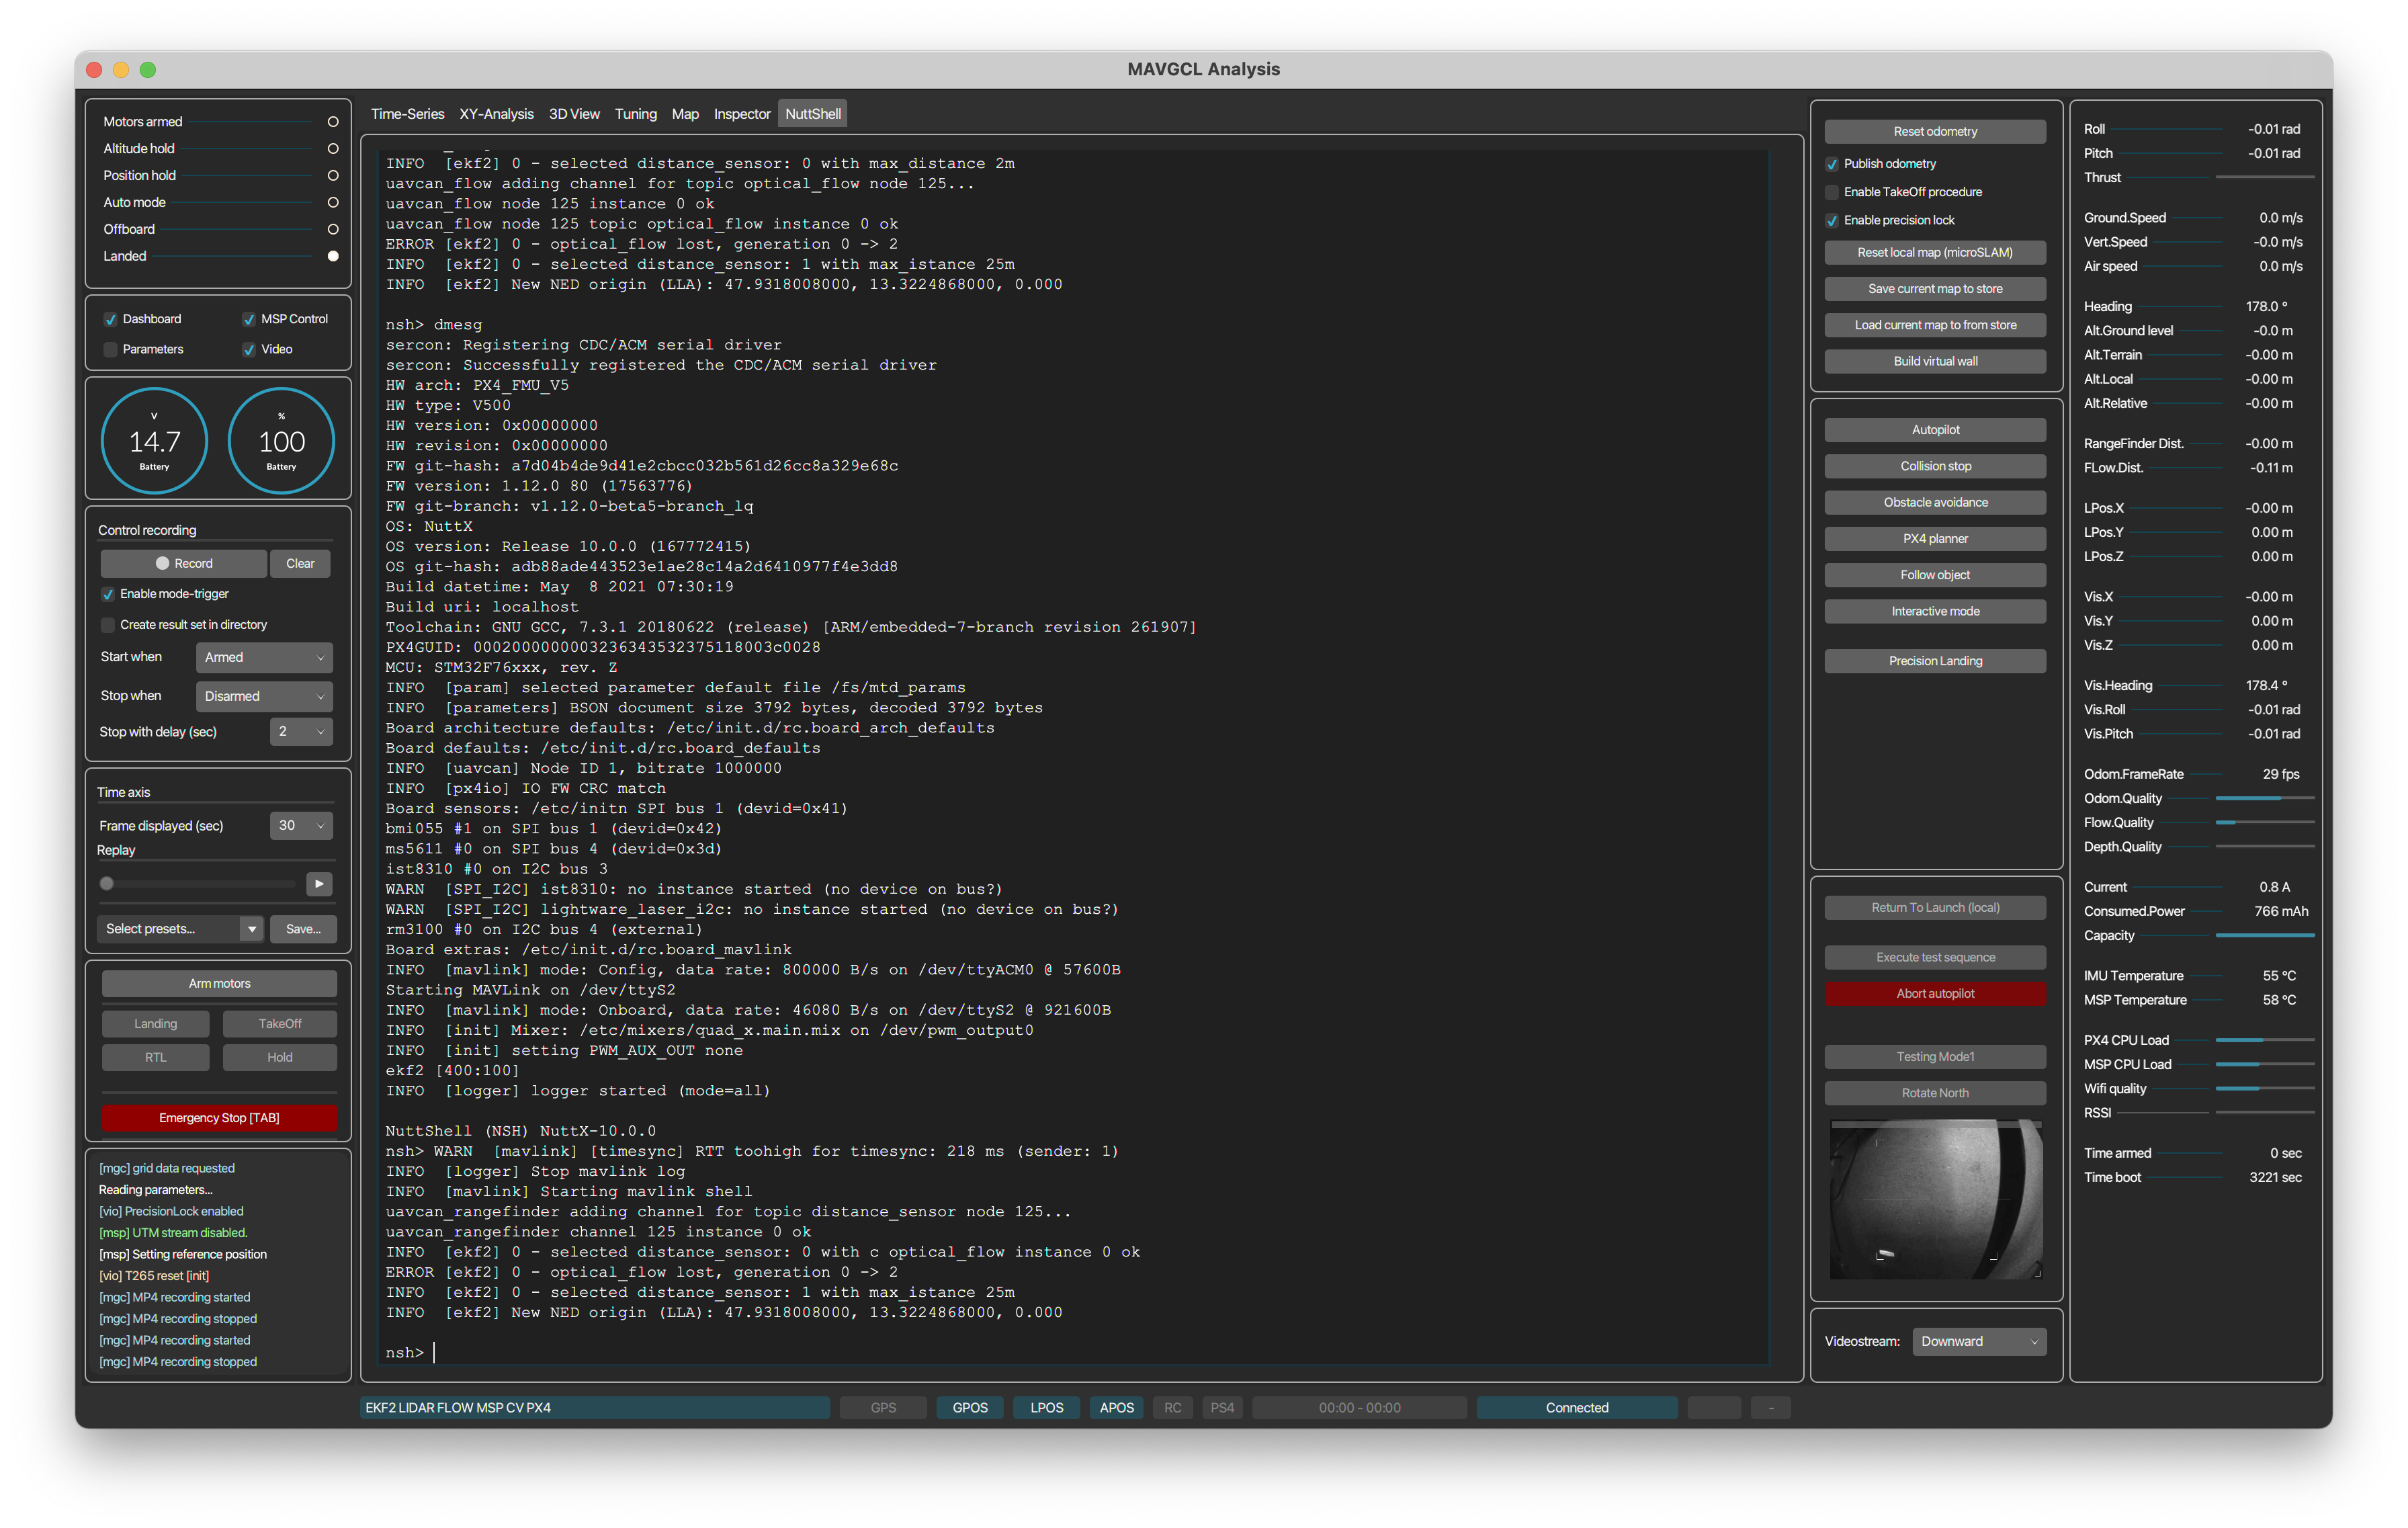 MAVGCL Analysis
Motors armed
Altitude hold
Position hold
Auto mode
Offboard
Landed
Dashboard
MSP Control
Parameters
Video
V
14.7
Battery
%
100
Battery
Control recording
Record
Clear
Enable mode-trigger
Create result set in directory
Start when
Armed
Stop when
Disarmed
Stop with delay (sec)
2
Time axis
Frame displayed (sec)
30
Replay
Select presets...
Save...
Arm motors
Landing
TakeOff
RTL
Hold
Emergency Stop [TAB]
[mgc] grid data requested
Reading parameters...
[vio] PrecisionLock enabled
[msp] UTM stream disabled.
[msp] Setting reference position
[vio] T265 reset [init]
[mgc] MP4 recording started
[mgc] MP4 recording stopped
[mgc] MP4 recording started
[mgc] MP4 recording stopped
Time-Series XY-Analysis 3D View Tuning Map Inspector NuttShell
INFO [ekf2] 0 - selected distance_sensor: 0 with max_distance 2m
uavcan_flow adding channel for topic optical_flow node 125...
uavcan_flow node 125 instance 0 ok
uavcan_flow node 125 topic optical_flow instance 0 ok
ERROR [ekf2] 0 - optical_flow lost, generation 0 -> 2
INFO [ekf2] 0 - selected distance_sensor: 1 with max_istance 25m
INFO [ekf2] New NED origin (LLA): 47.9318008000, 13.3224868000, 0.000
nsh> dmesg
sercon: Registering CDC/ACM serial driver
sercon: Successfully registered the CDC/ACM serial driver
HW arch: PX4_FMU_V5
HW type: V500
HW version: 0x00000000
HW revision: 0x00000000
FW git-hash: a7d04b4de9d41e2cbcc032b561d26cc8a329e68c
FW version: 1.12.0 80 (17563776)
FW git-branch: v1.12.0-beta5-branch_lq
OS: NuttX
OS version: Release 10.0.0 (167772415)
OS git-hash: adb88ade443523e1ae28c14a2d6410977f4e3dd8
Build datetime: May 8 2021 07:30:19
Build uri: localhost
Toolchain: GNU GCC, 7.3.1 20180622 (release) [ARM/embedded-7-branch revision 261907]
PX4GUID: 000200000000323634353237511800​3c0028
MCU: STM32F76xxx, rev. Z
INFO [param] selected parameter default file /fs/mtd_params
INFO [parameters] BSON document size 3792 bytes, decoded 3792 bytes
Board architecture defaults: /etc/init.d/rc.board_arch_defaults
Board defaults: /etc/init.d/rc.board_defaults
INFO [uavcan] Node ID 1, bitrate 1000000
INFO [px4io] IO FW CRC match
Board sensors: /etc/initn SPI bus 1 (devid=0x41)
bmi055 #1 on SPI bus 1 (devid=0x42)
ms5611 #0 on SPI bus 4 (devid=0x3d)
ist8310 #0 on I2C bus 3
WARN [SPI_I2C] ist8310: no instance started (no device on bus?)
WARN [SPI_I2C] lightware_laser_i2c: no instance started (no device on bus?)
rm3100 #0 on I2C bus 4 (external)
Board extras: /etc/init.d/rc.board_mavlink
INFO [mavlink] mode: Config, data rate: 800000 B/s on /dev/ttyACM0 @ 57600B
Starting MAVLink on /dev/ttyS2
INFO [mavlink] mode: Onboard, data rate: 46080 B/s on /dev/ttyS2 @ 921600B
INFO [init] Mixer: /etc/mixers/quad_x.main.mix on /dev/pwm_output0
INFO [init] setting PWM_AUX_OUT none
ekf2 [400:100]
INFO [logger] logger started (mode=all)
NuttShell (NSH) NuttX-10.0.0
nsh> WARN [mavlink] [timesync] RTT toohigh for timesync: 218 ms (sender: 1)
INFO [logger] Stop mavlink log
INFO [mavlink] Starting mavlink shell
uavcan_rangefinder adding channel for topic distance_sensor node 125...
uavcan_rangefinder channel 125 instance 0 ok
INFO [ekf2] 0 - selected distance_sensor: 0 with c optical_flow instance 0 ok
ERROR [ekf2] 0 - optical_flow lost, generation 0 -> 2
INFO [ekf2] 0 - selected distance_sensor: 1 with max_istance 25m
INFO [ekf2] New NED origin (LLA): 47.9318008000, 13.3224868000, 0.000
nsh>
Reset odometry
Publish odometry
Enable TakeOff procedure
Enable precision lock
Reset local map (microSLAM)
Save current map to store
Load current map to from store
Build virtual wall
Autopilot
Collision stop
Obstacle avoidance
PX4 planner
Follow object
Interactive mode
Precision Landing
Return To Launch (local)
Execute test sequence
Abort autopilot
Testing Mode1
Rotate North
Videostream: Downward
Roll -0.01 rad
Pitch -0.01 rad
Thrust
Ground.Speed 0.0 m/s
Vert.Speed -0.0 m/s
Air speed 0.0 m/s
Heading 178.0 °
Alt.Ground level -0.0 m
Alt.Terrain -0.00 m
Alt.Local -0.00 m
Alt.Relative -0.00 m
RangeFinder Dist. -0.00 m
FLow.Dist. -0.11 m
LPos.X -0.00 m
LPos.Y 0.00 m
LPos.Z 0.00 m
Vis.X -0.00 m
Vis.Y 0.00 m
Vis.Z 0.00 m
Vis.Heading 178.4 °
Vis.Roll -0.01 rad
Vis.Pitch -0.01 rad
Odom.FrameRate 29 fps
Odom.Quality
Flow.Quality
Depth.Quality
Current 0.8 A
Consumed.Power 766 mAh
Capacity
IMU Temperature 55 °C
MSP Temperature 58 °C
PX4 CPU Load
MSP CPU Load
Wifi quality
RSSI
Time armed 0 sec
Time boot 3221 sec
EKF2 LIDAR FLOW MSP CV PX4
GPS
GPOS
LPOS
APOS
RC
PS4
00:00 - 00:00
Connected
-